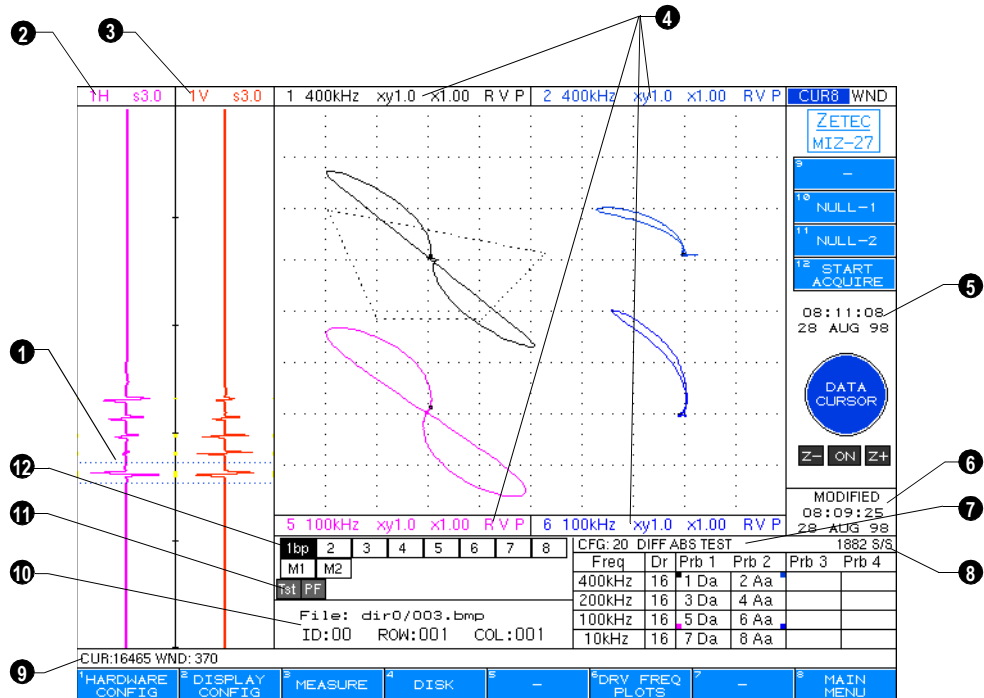 2
3
4
1H s3.0
1V s3.0
1 400kHz xy1.0 x1.00 R V P
2 400kHz xy1.0 x1.00 R V P
CUR8 WND
ZETEC
MIZ-27
9 –
10 NULL-1
11 NULL-2
12 START
ACQUIRE
5
08:11:08
28 AUG 98
1
DATA
CURSOR
Z- ON Z+
12
6
MODIFIED
08:09:25
28 AUG 98
11
7
5 100kHz xy1.0 x1.00 R V P
6 100kHz xy1.0 x1.00 R V P
1bp 2 3 4 5 6 7 8
M1 M2
Tst PF
CFG: 20 DIFF ABS TEST 1882 S/S
8
Freq Dr Prb 1 Prb 2 Prb 3 Prb 4
400kHz 16 1 Da 2 Aa
200kHz 16 3 Da 4 Aa
100kHz 16 5 Da 6 Aa
10kHz 16 7 Da 8 Aa
10
File: dir0/003.bmp
ID:00 ROW:001 COL:001
9
CUR:16465 WND: 370
1 HARDWARE
CONFIG
2 DISPLAY
CONFIG
3 MEASURE
4 DISK
5 –
6 DRV FREQ
PLOTS
7 –
8 MAIN
MENU